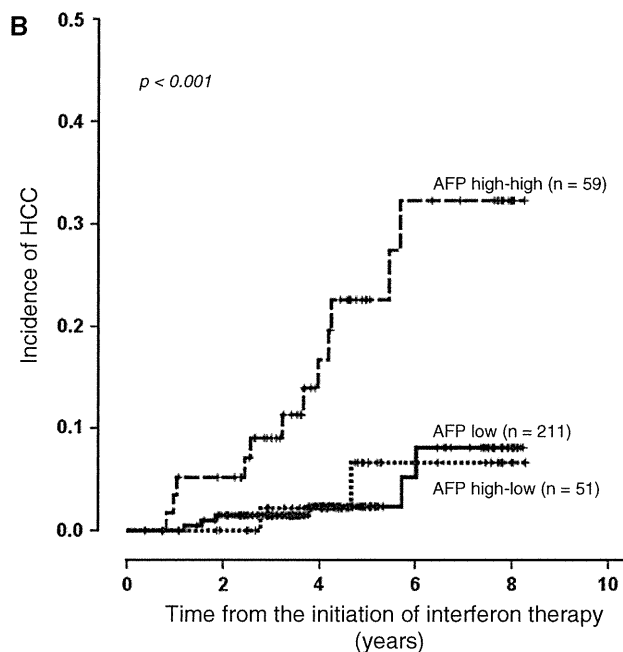 B
0.5
p < 0.001
0.4
AFP high-high (n = 59)
0.3
Incidence of HCC
0.2
0.1
AFP low (n = 211)
AFP high-low (n = 51)
0.0
0 2 4 6 8 10
Time from the initiation of interferon therapy
(years)